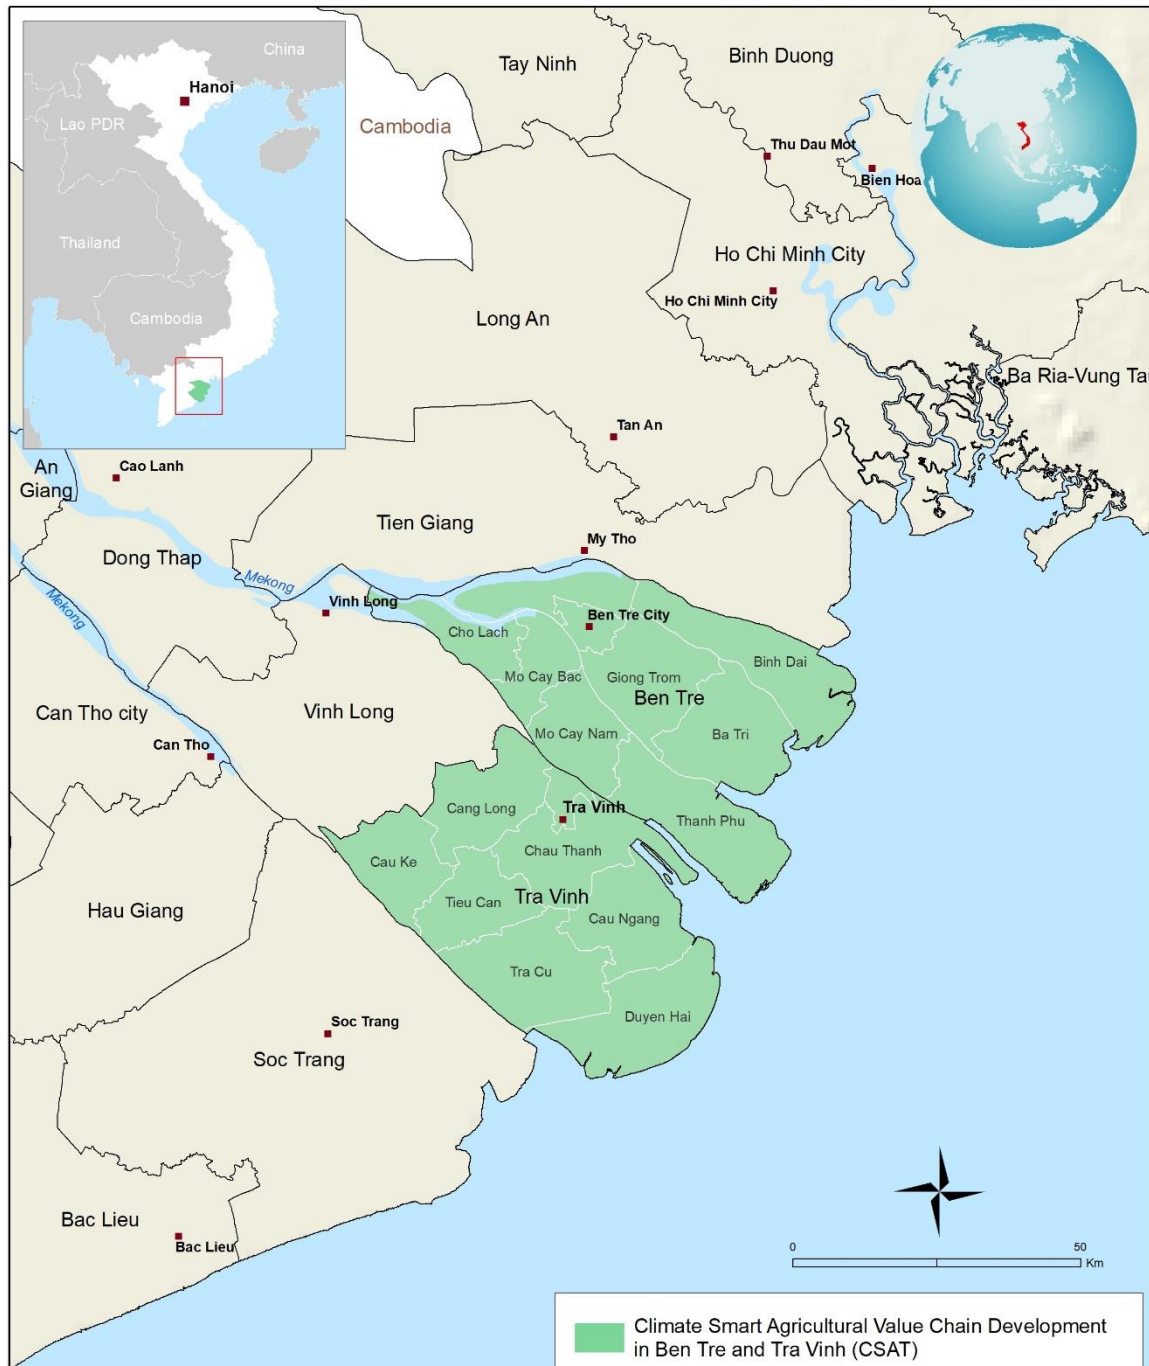 China
Hanoi
Lao PDR
Thailand
Cambodia
Cambodia
Tay Ninh
Binh Duong
Thu Dau Mot
Bien Hoa
Ho Chi Minh City
Ho Chi Minh City
Long An
Ba Ria-Vung Tau
Tan An
An
Giang
Cao Lanh
Tien Giang
My Tho
Dong Thap
Mekong
Mekong
Vinh Long
Ben Tre City
Cho Lach
Binh Dai
Mo Cay Bac
Giong Trom
Ben Tre
Can Tho city
Vinh Long
Mo Cay Nam
Ba Tri
Can Tho
Cang Long
Tra Vinh
Thanh Phu
Chau Thanh
Cau Ke
Tieu Can
Tra Vinh
Hau Giang
Cau Ngang
Tra Cu
Duyen Hai
Soc Trang
Soc Trang
Bac Lieu
Bac Lieu
0 50
Km
Climate Smart Agricultural Value Chain Development
in Ben Tre and Tra Vinh (CSAT)